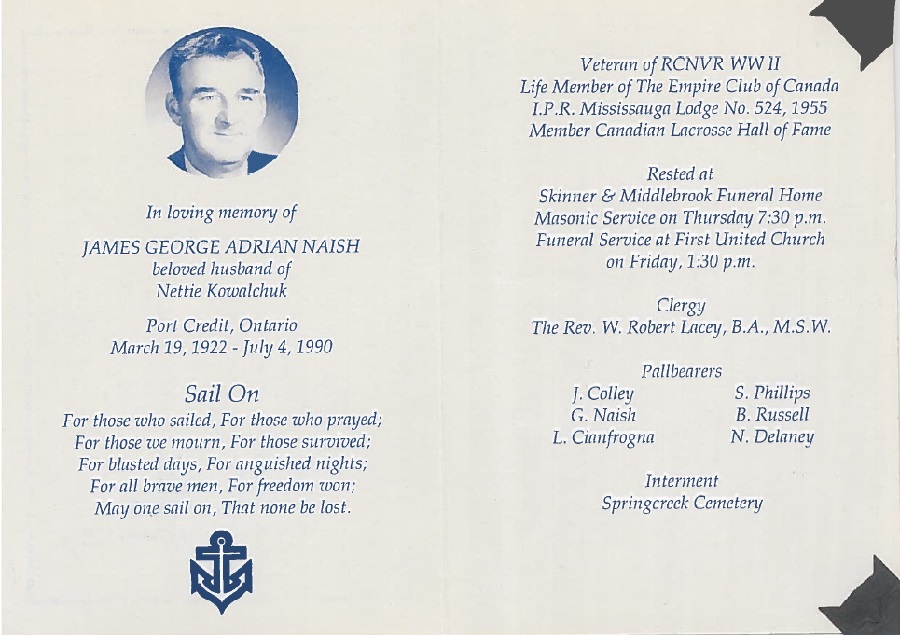 In loving memory of
JAMES GEORGE ADRIAN NAISH
beloved husband of
Nettie Kowalchuk
Port Credit, Ontario
March 19, 1922 - July 4, 1990
Sail On
For those who sailed, For those who prayed;
For those we mourn, For those survived;
For blusted days, For anguished nights;
For all brave men, For freedom won;
May one sail on, That none be lost.
Veteran of RCNVR WW II
Life Member of The Empire Club of Canada
I.P.R. Mississauga Lodge No. 524, 1955
Member Canadian Lacrosse Hall of Fame
Rested at
Skinner & Middlebrook Funeral Home
Masonic Service on Thursday 7:30 p.m.
Funeral Service at First United Church
on Friday, 1:30 p.m.
Clergy
The Rev. W. Robert Lacey, B.A., M.S.W.
Pallbearers
J. Colley S. Phillips
G. Naish B. Russell
L. Cianfrogna N. Delaney
Interment
Springcreek Cemetery